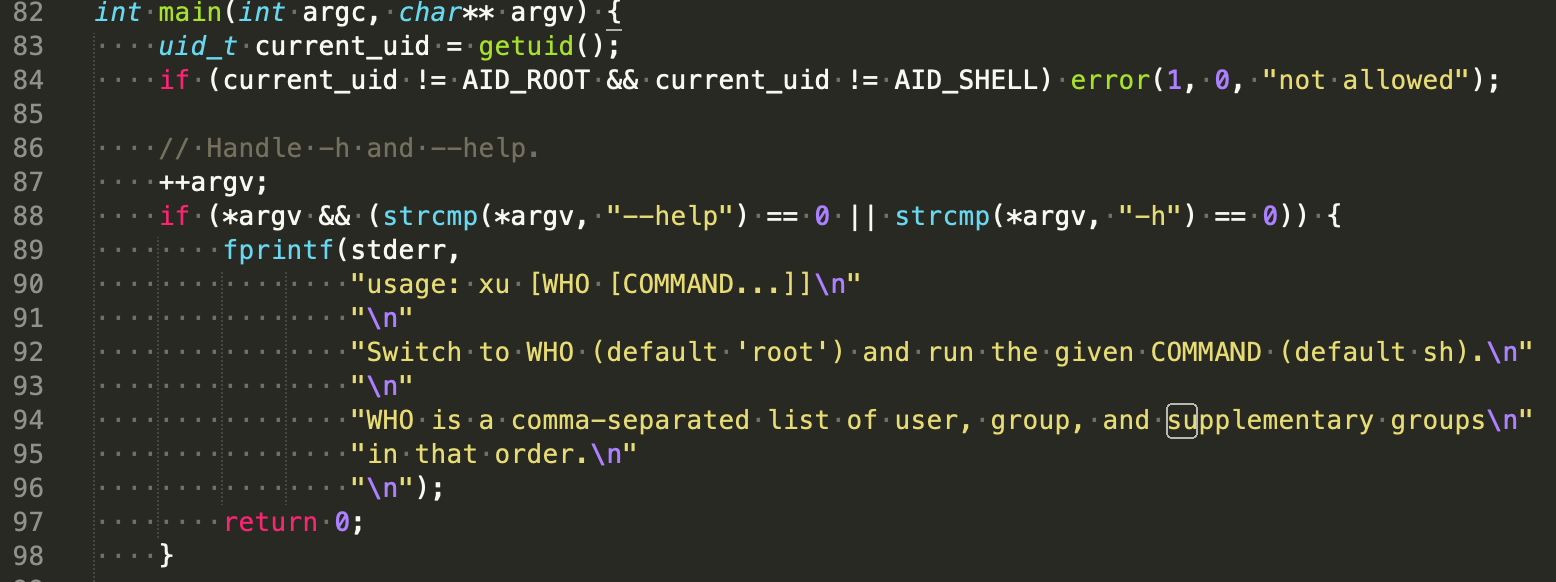 82 int main(int argc, char** argv) {
83     uid_t current_uid = getuid();
84     if (current_uid != AID_ROOT && current_uid != AID_SHELL) error(1, 0, "not allowed");
85
86     // Handle -h and --help.
87     ++argv;
88     if (*argv && (strcmp(*argv, "--help") == 0 || strcmp(*argv, "-h") == 0)) {
89         fprintf(stderr,
90                 "usage: xu [WHO [COMMAND...]]\n"
91                 "\n"
92                 "Switch to WHO (default 'root') and run the given COMMAND (default sh).\n"
93                 "\n"
94                 "WHO is a comma-separated list of user, group, and supplementary groups\n"
95                 "in that order.\n"
96                 "\n");
97         return 0;
98     }